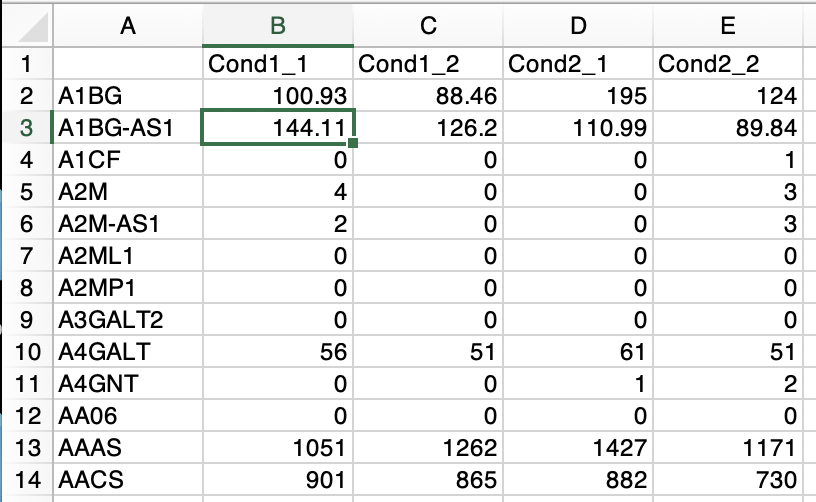 A B C D E
1 Cond1_1 Cond1_2 Cond2_1 Cond2_2
2 A1BG 100.93 88.46 195 124
3 A1BG-AS1 144.11 126.2 110.99 89.84
4 A1CF 0 0 0 1
5 A2M 4 0 0 3
6 A2M-AS1 2 0 0 3
7 A2ML1 0 0 0 0
8 A2MP1 0 0 0 0
9 A3GALT2 0 0 0 0
10 A4GALT 56 51 61 51
11 A4GNT 0 0 1 2
12 AA06 0 0 0 0
13 AAAS 1051 1262 1427 1171
14 AACS 901 865 882 730